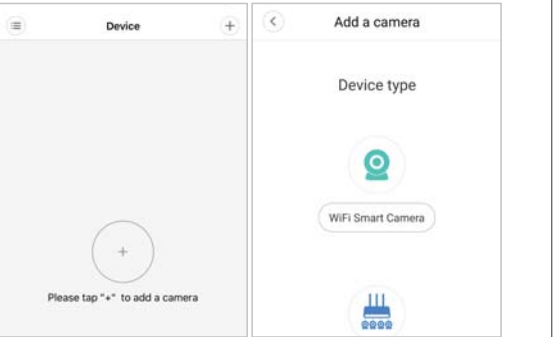 Device
+
Please tap "+" to add a camera
Add a camera
Device type
WiFi Smart Camera